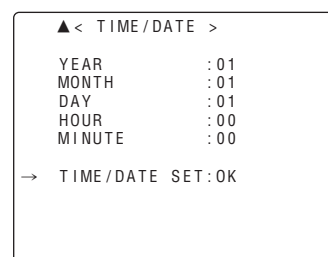 ▲< TIME/DATE >
YEAR :01
MONTH :01
DAY :01
HOUR :00
MINUTE :00
→ TIME/DATE SET:OK